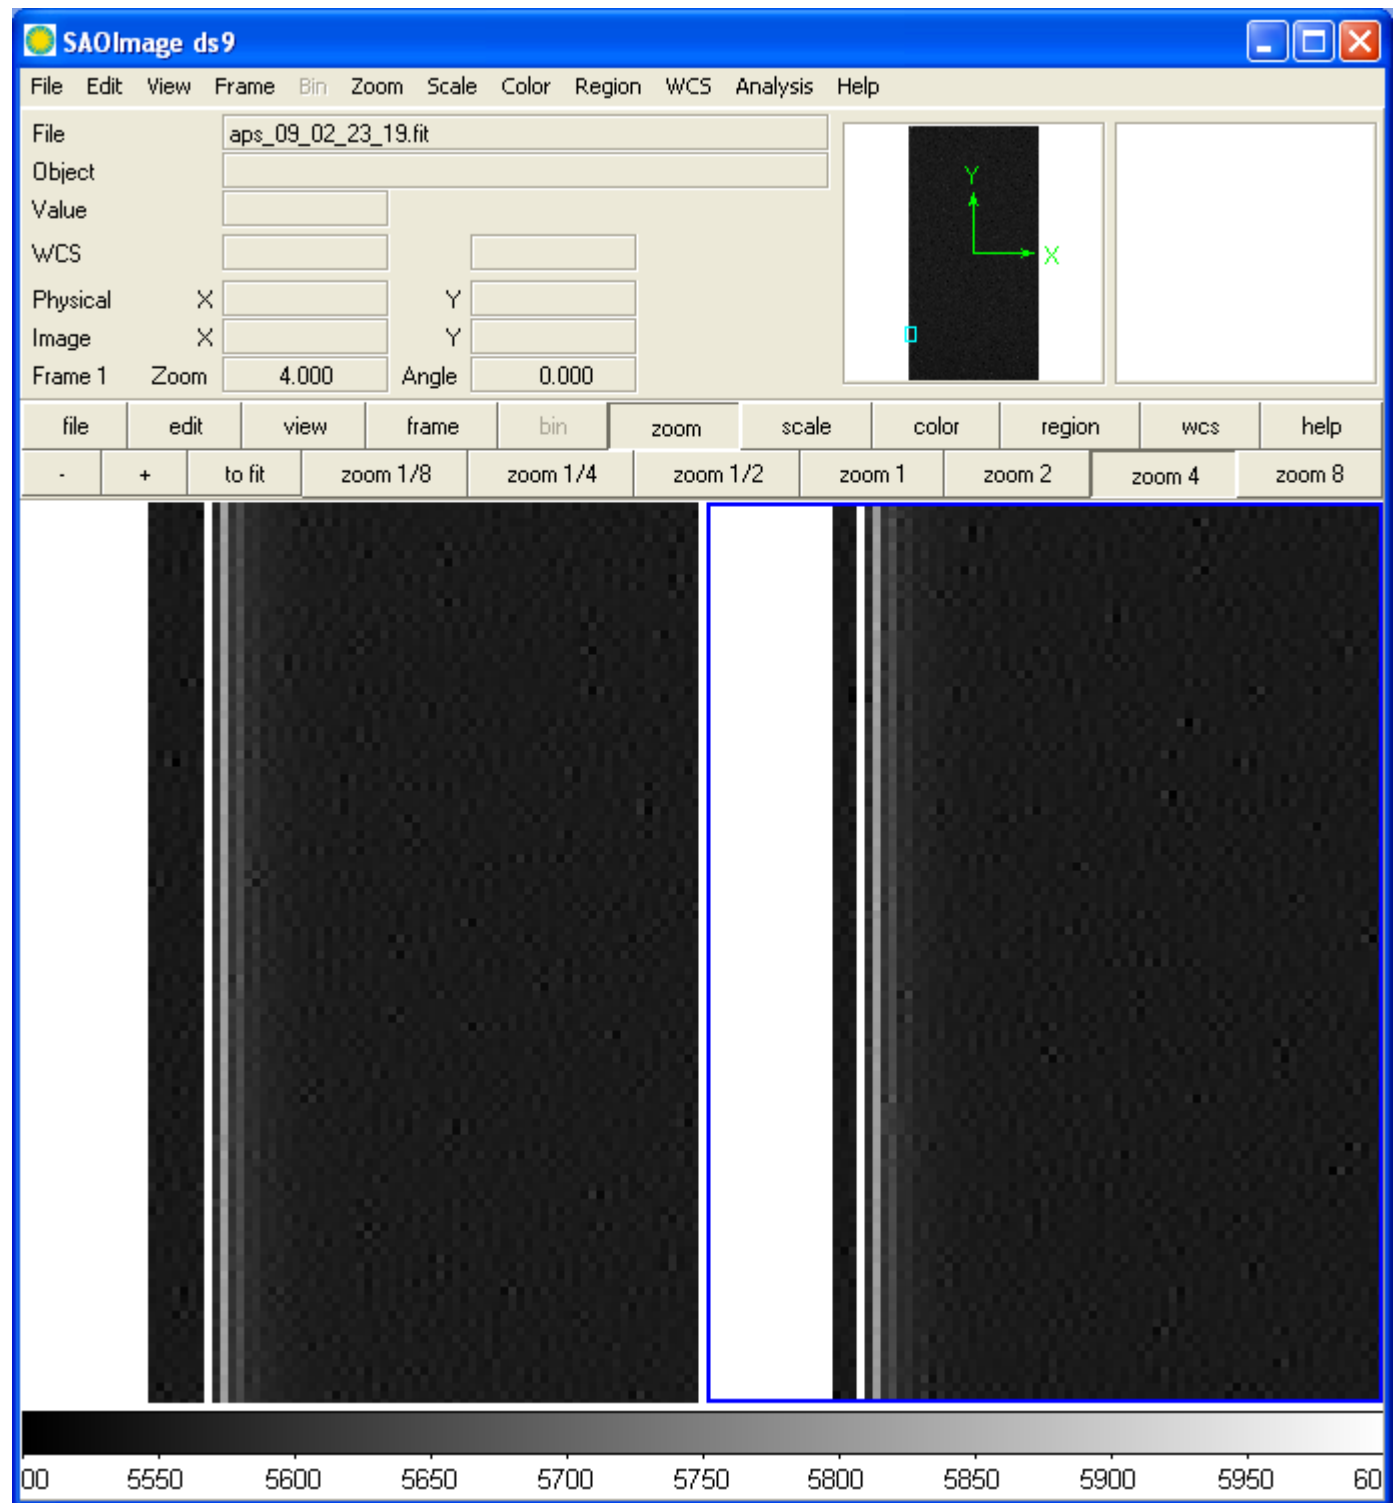 SAOImage ds9
File Edit View Frame Bin Zoom Scale Color Region WCS Analysis Help
File aps_09_02_23_19.fit
Object
Value
WCS
Physical X Y
Image X Y
Frame 1 Zoom 4.000 Angle 0.000
Y
X
file edit view frame bin zoom scale color region wcs help
- + to fit zoom 1/8 zoom 1/4 zoom 1/2 zoom 1 zoom 2 zoom 4 zoom 8
00 5550 5600 5650 5700 5750 5800 5850 5900 5950 60